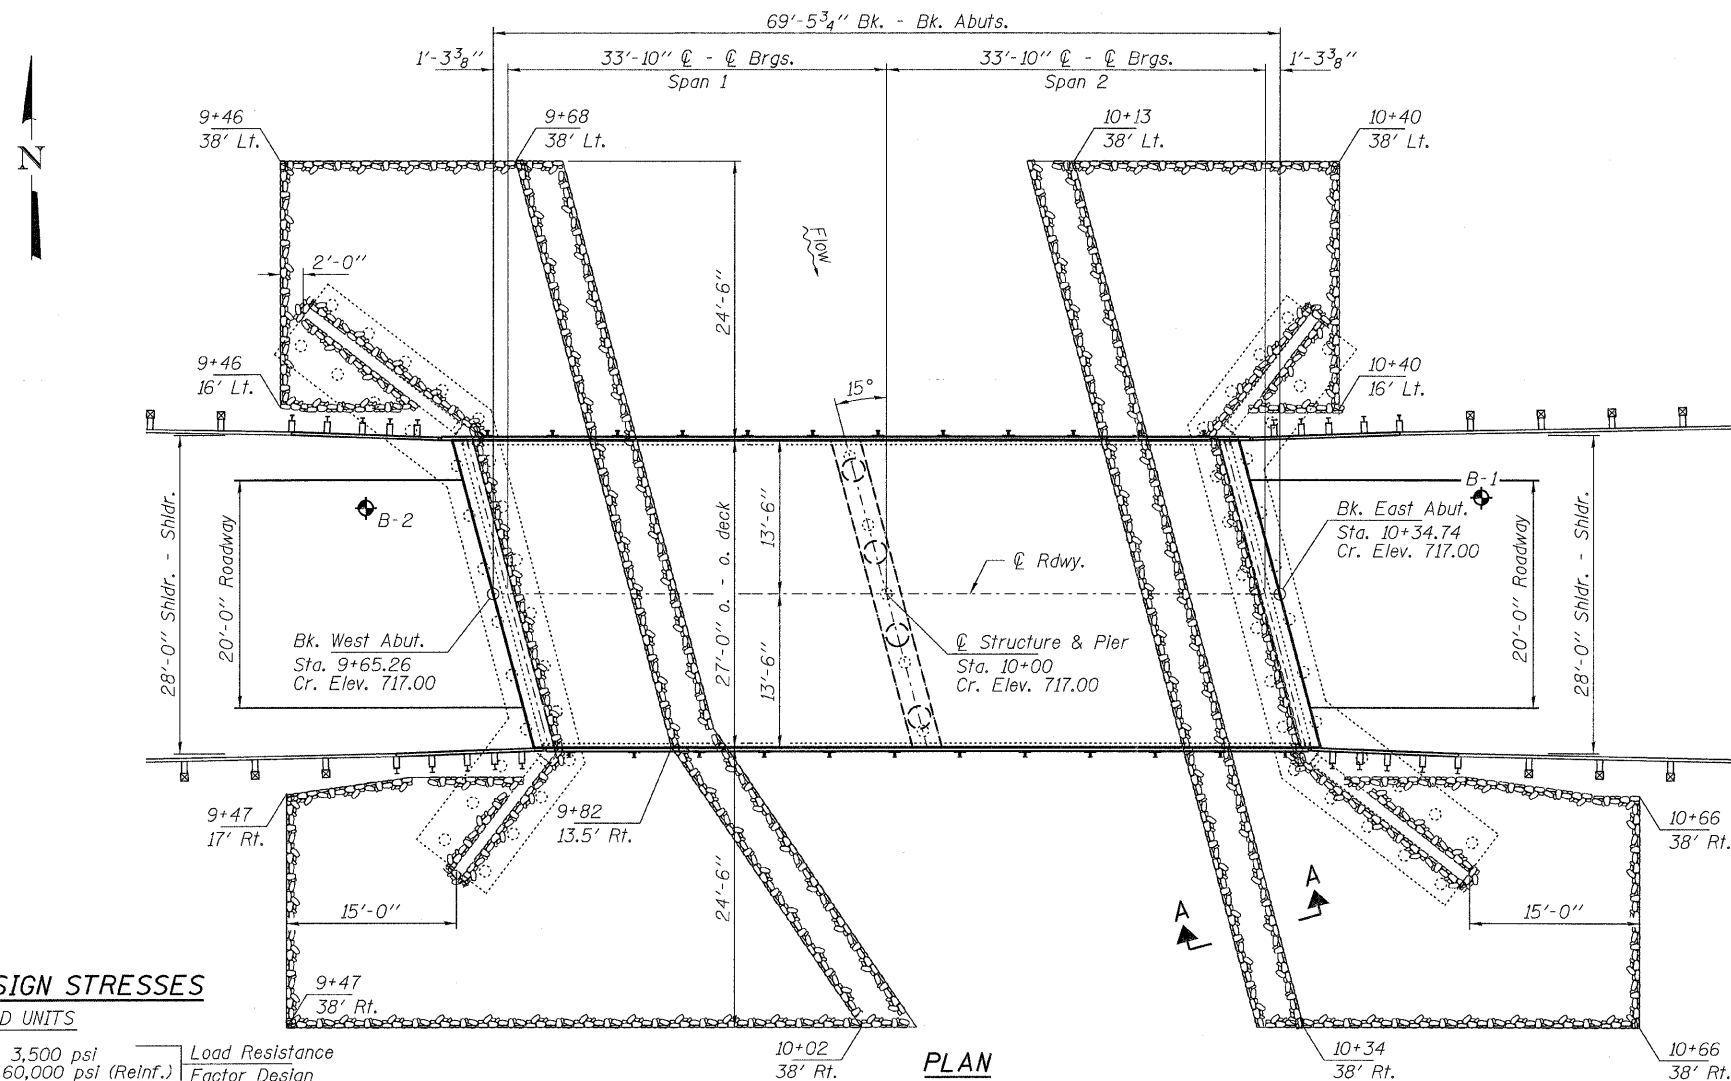 69'-5 3/4" Bk. - Bk. Abuts.
1'-3 3/8"
33'-10" ℄ - ℄ Brgs.
Span 1
33'-10" ℄ - ℄ Brgs.
Span 2
1'-3 3/8"
N
9+46
38' Lt.
9+68
38' Lt.
10+13
38' Lt.
10+40
38' Lt.
Flow
2'-0"
24'-6"
9+46
16' Lt.
15°
10+40
16' Lt.
28'-0" Shldr. - Shldr.
20'-0" Roadway
B-2
27'-0" o. - o. deck
13'-6"
13'-6"
℄ Rdwy.
B-1
Bk. East Abut.
Sta. 10+34.74
Cr. Elev. 717.00
20'-0" Roadway
28'-0" Shldr. - Shldr.
Bk. West Abut.
Sta. 9+65.26
Cr. Elev. 717.00
℄ Structure & Pier
Sta. 10+00
Cr. Elev. 717.00
9+47
17' Rt.
9+82
13.5' Rt.
10+66
38' Rt.
15'-0"
24'-6"
A
A
15'-0"
SIGN STRESSES
D UNITS
9+47
38' Rt.
3,500 psi
60,000 psi (Reinf.)
Load Resistance
Factor Design
10+02
38' Rt.
PLAN
10+34
38' Rt.
10+66
38' Rt.